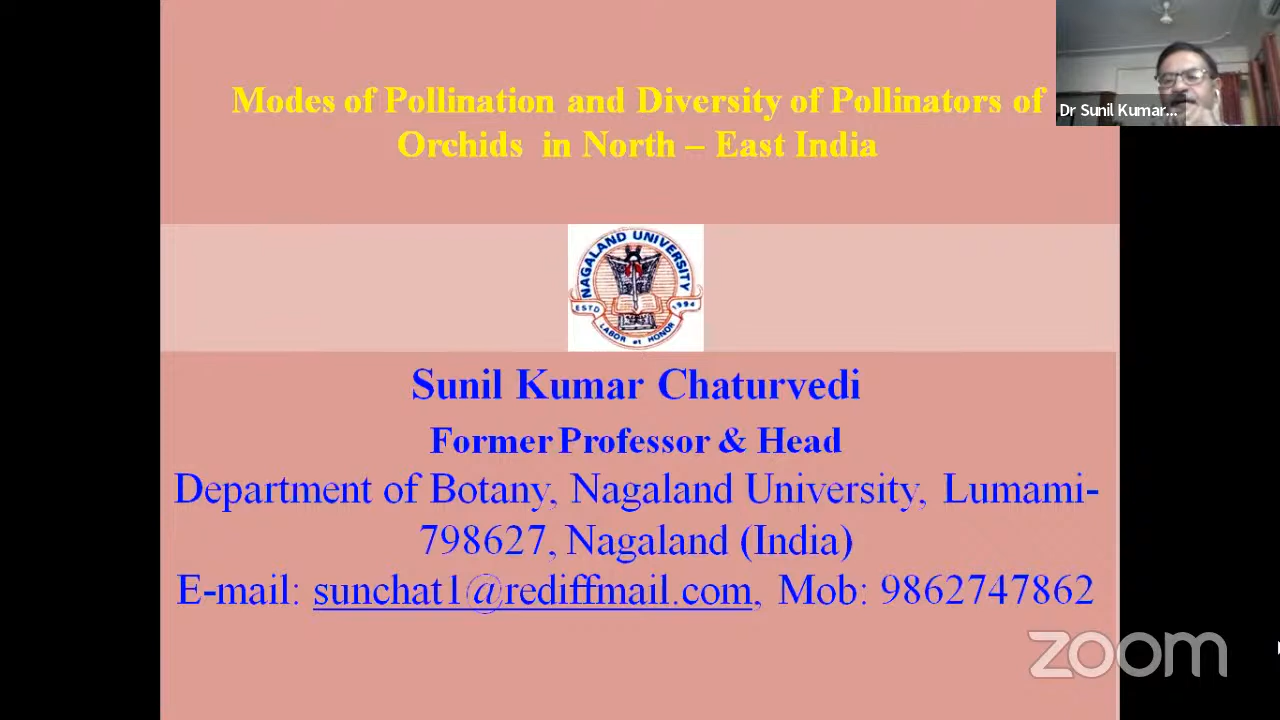 Modes of Pollination and Diversity of Pollinators of
Orchids in North – East India
Dr Sunil Kumar...
NAGALAND UNIVERSITY
ESTD 1994
LABOR et HONOR
Sunil Kumar Chaturvedi
Former Professor & Head
Department of Botany, Nagaland University, Lumami-
798627, Nagaland (India)
E-mail: sunchat1@rediffmail.com, Mob: 9862747862
zoom